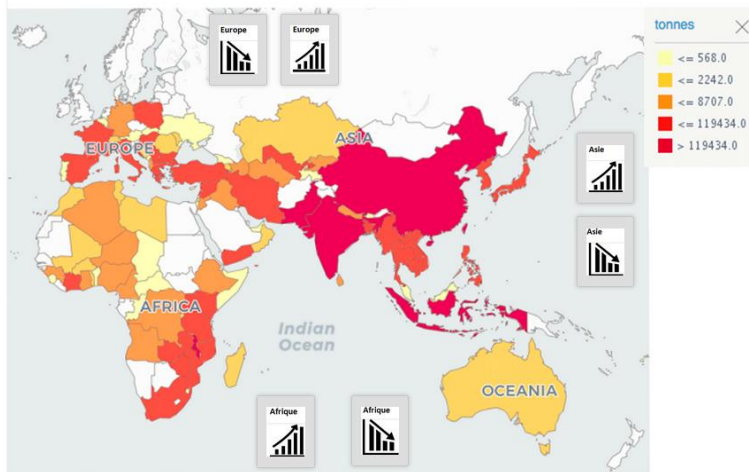 Europe
Europe
tonnes
<= 568.0
<= 2242.0
<= 8707.0
<= 119434.0
> 119434.0
EUROPE
ASIA
Asie
Asie
AFRICA
Indian
Ocean
OCEANIA
Afrique
Afrique